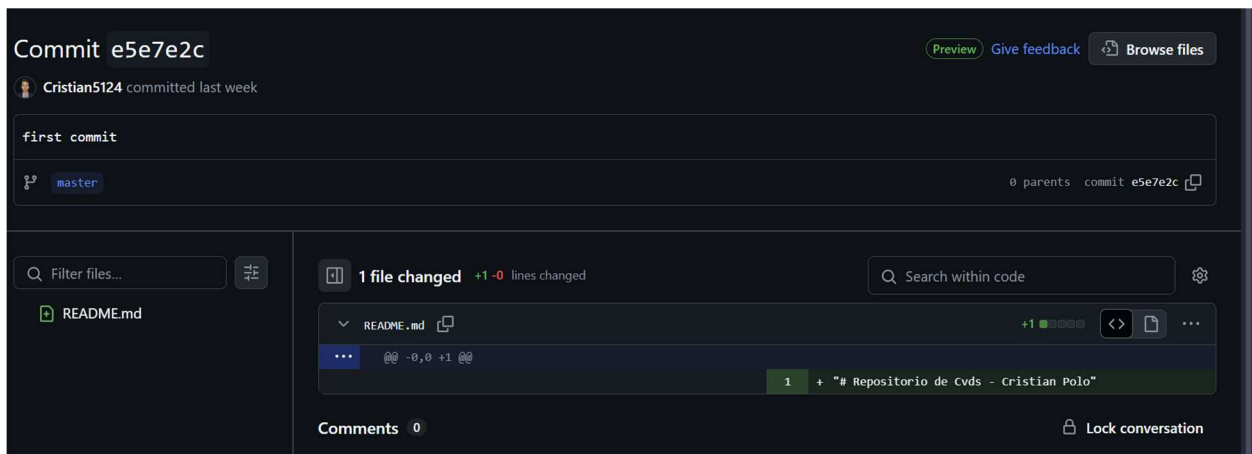 Commit e5e7e2c
Preview Give feedback Browse files
Cristian5124 committed last week
first commit
master
0 parents commit e5e7e2c
Filter files...
README.md
1 file changed +1 -0 lines changed
Search within code
README.md
+1
@@ -0,0 +1 @@
1 + "# Repositorio de Cvds - Cristian Polo"
Comments 0
Lock conversation